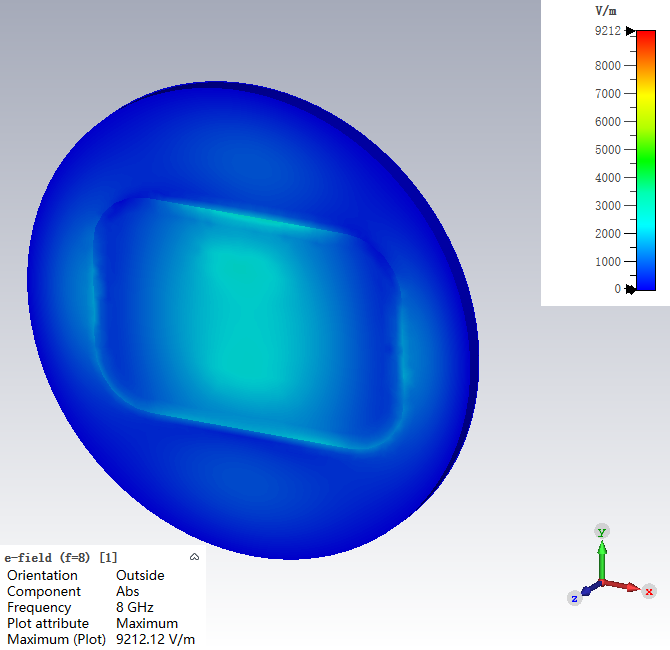 V/m
9212
8000
7000
6000
5000
4000
3000
2000
1000
0
y
x
z
e-field (f=8) [1]
Orientation Outside
Component Abs
Frequency 8 GHz
Plot attribute Maximum
Maximum (Plot) 9212.12 V/m